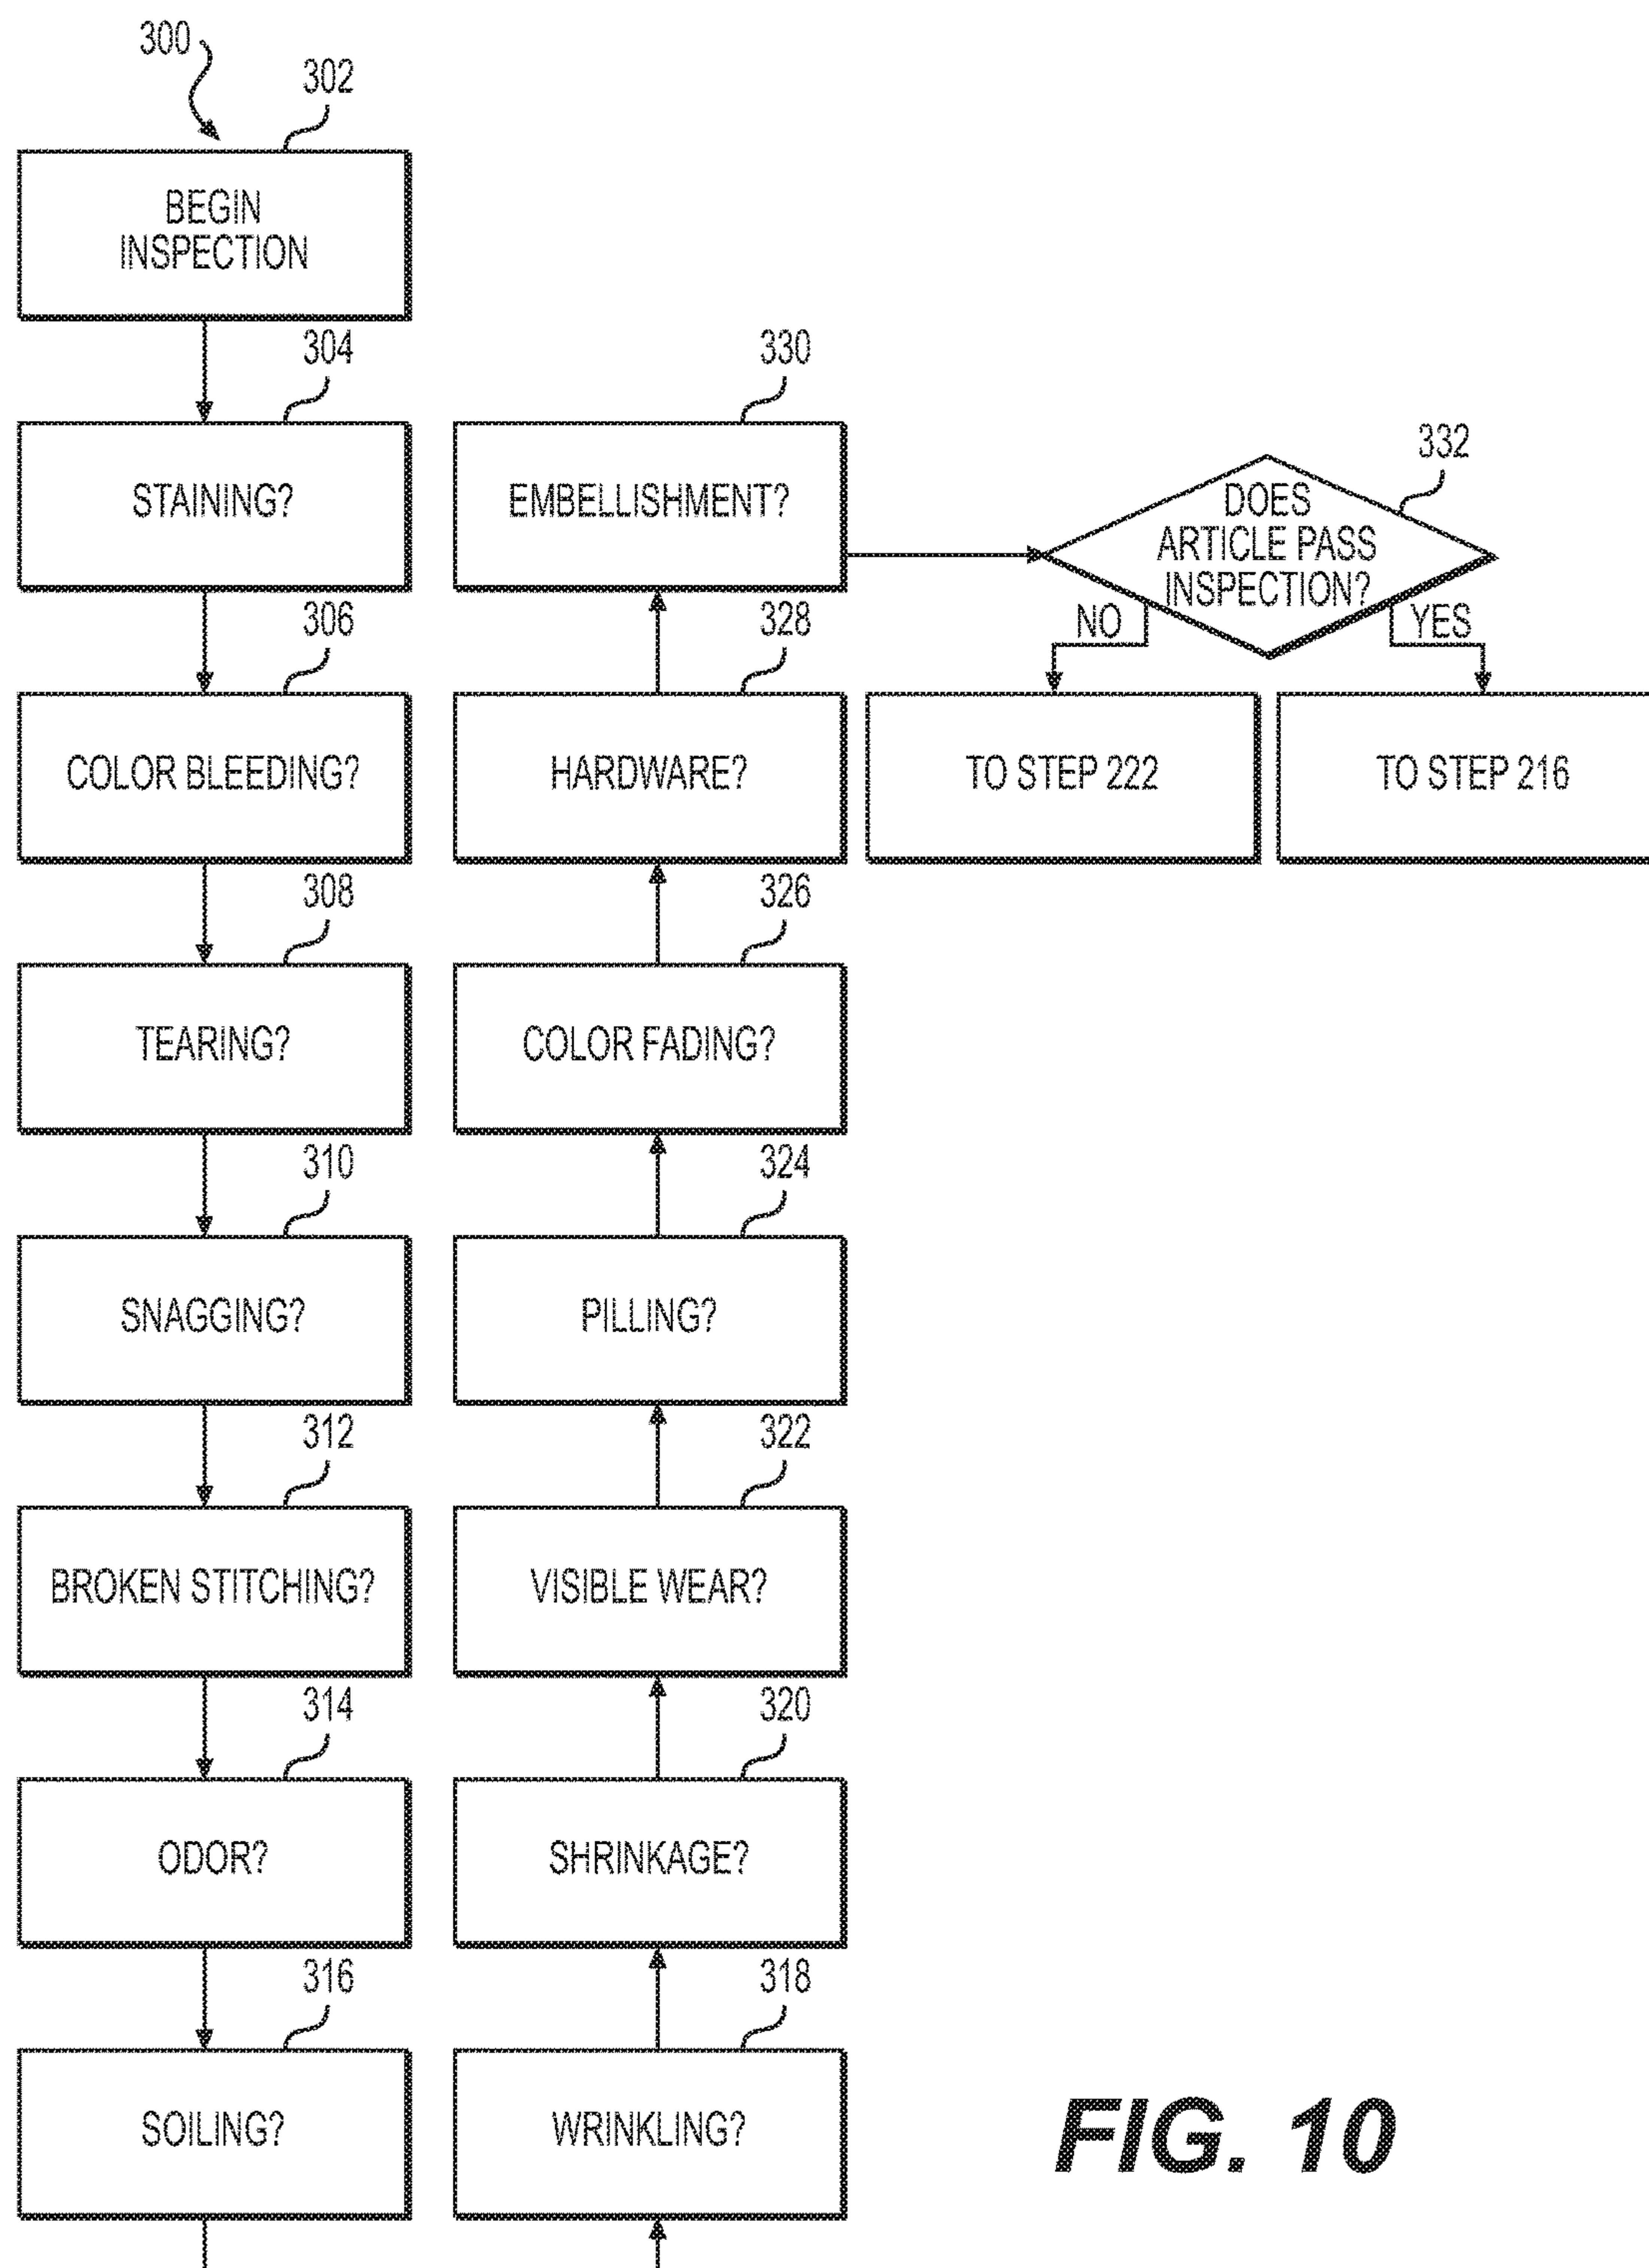 300
302
BEGIN
INSPECTION
304
STAINING?
306
COLOR BLEEDING?
308
TEARING?
310
SNAGGING?
312
BROKEN STITCHING?
314
ODOR?
316
SOILING?
318
WRINKLING?
320
SHRINKAGE?
322
VISIBLE WEAR?
324
PILLING?
326
COLOR FADING?
328
HARDWARE?
330
EMBELLISHMENT?
332
DOES
ARTICLE PASS
INSPECTION?
NO
YES
TO STEP 222
TO STEP 216
FIG. 10